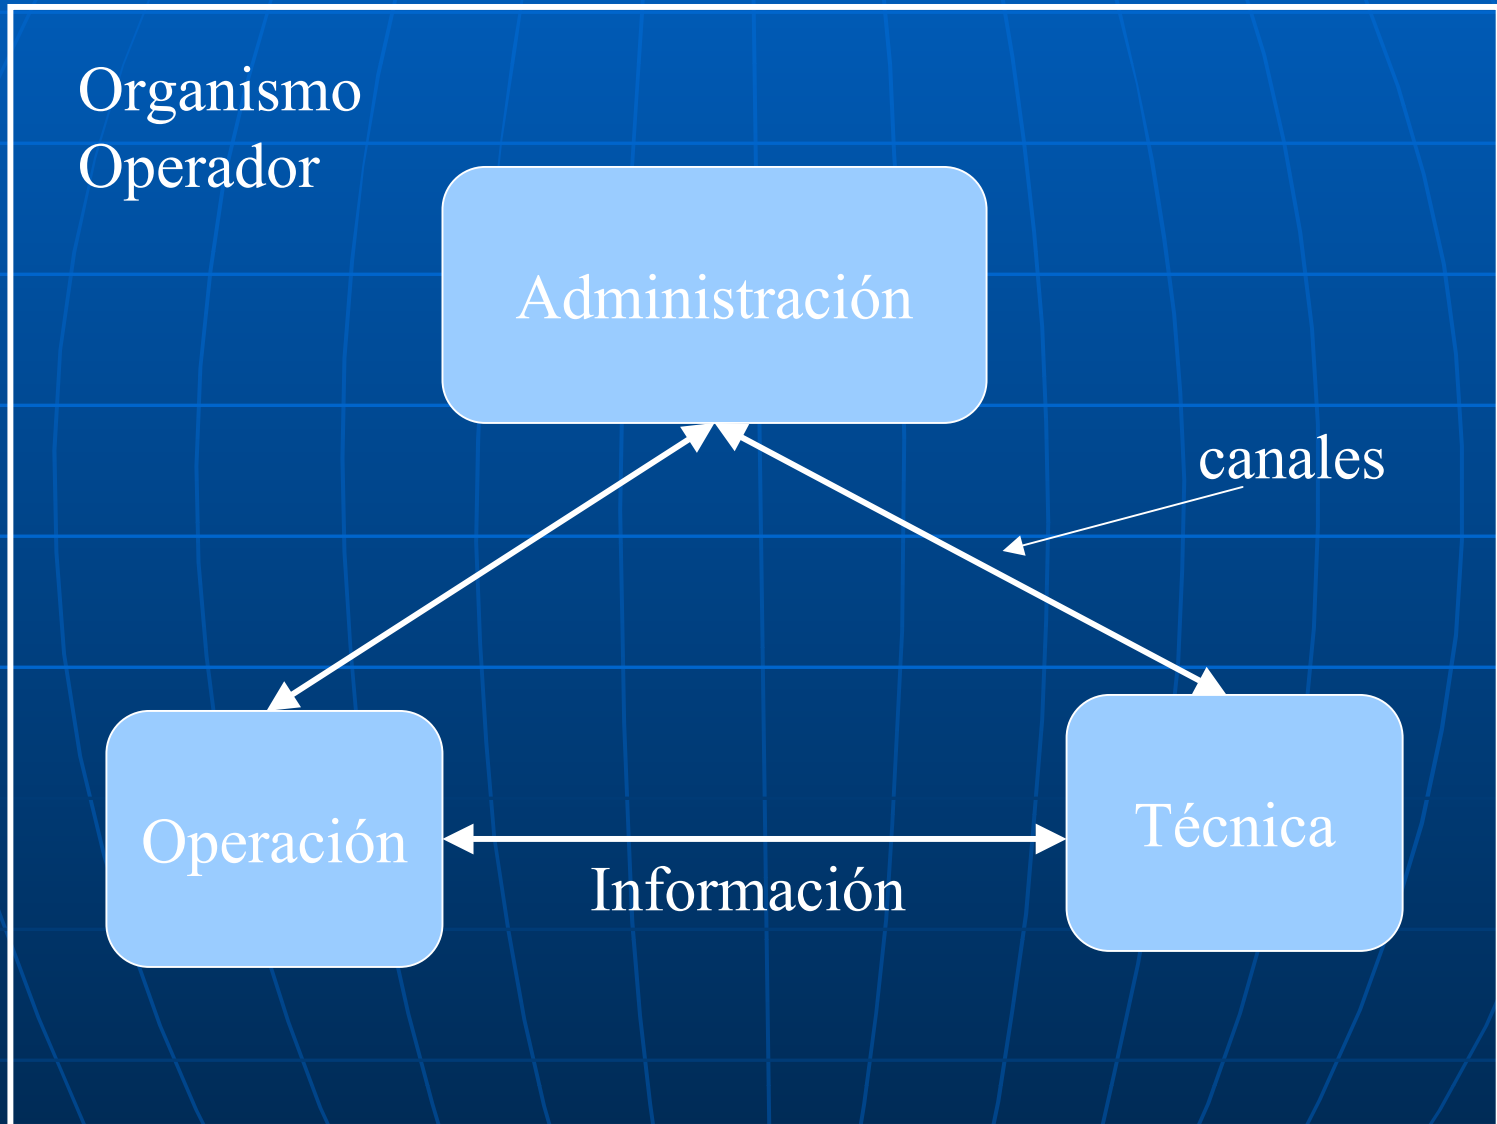 Organismo
Operador
Administración
canales
Operación
Técnica
Información